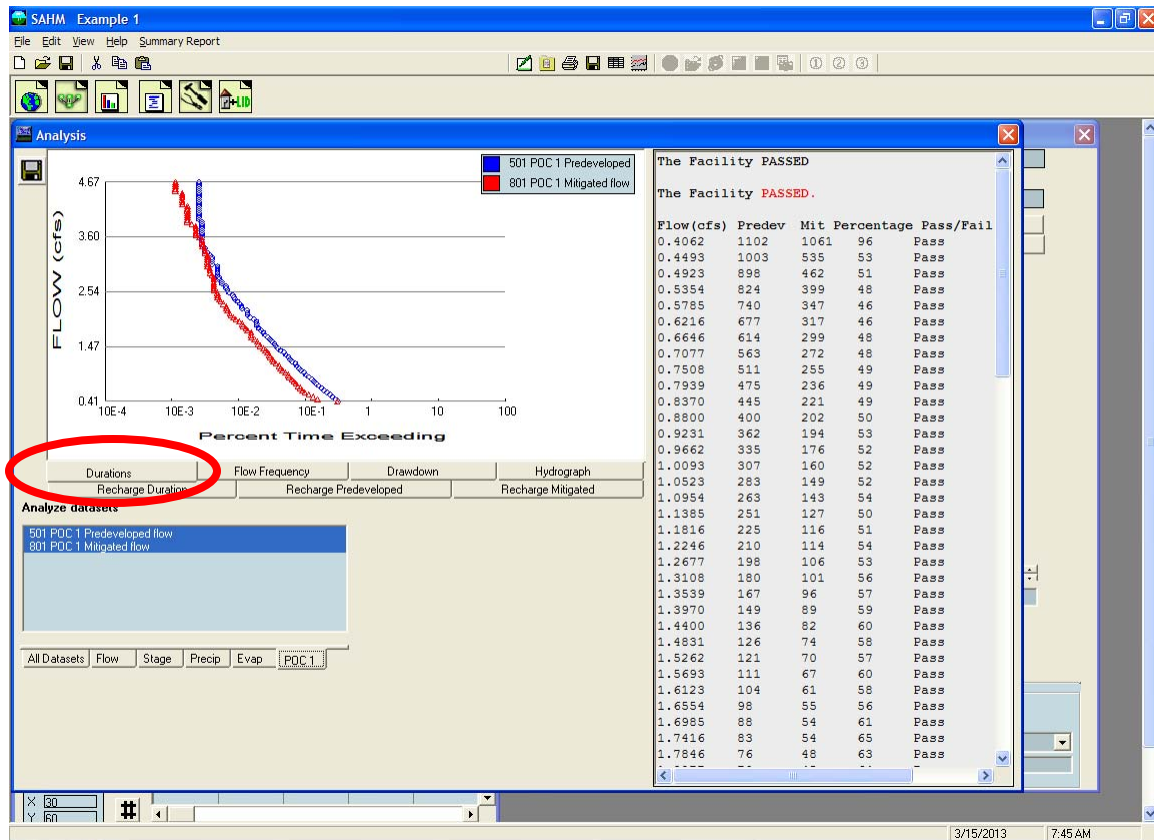 SAHM Example 1
File Edit View Help Summary Report
① ② ③
+LID
Analysis
501 POC 1 Predeveloped
801 POC 1 Mitigated flow
FLOW (cfs)
4.67
3.60
2.54
1.47
0.41
10E-4 10E-3 10E-2 10E-1 1 10 100
Percent Time Exceeding
Durations Flow Frequency Drawdown Hydrograph
Recharge Duration Recharge Predeveloped Recharge Mitigated
Analyze datasets
501 POC 1 Predeveloped flow
801 POC 1 Mitigated flow
All Datasets Flow Stage Precip Evap POC 1
The Facility PASSED
The Facility PASSED.
Flow(cfs) Predev Mit Percentage Pass/Fail
0.4062 1102 1061 96 Pass
0.4493 1003 535 53 Pass
0.4923 898 462 51 Pass
0.5354 824 399 48 Pass
0.5785 740 347 46 Pass
0.6216 677 317 46 Pass
0.6646 614 299 48 Pass
0.7077 563 272 48 Pass
0.7508 511 255 49 Pass
0.7939 475 236 49 Pass
0.8370 445 221 49 Pass
0.8800 400 202 50 Pass
0.9231 362 194 53 Pass
0.9662 335 176 52 Pass
1.0093 307 160 52 Pass
1.0523 283 149 52 Pass
1.0954 263 143 54 Pass
1.1385 251 127 50 Pass
1.1816 225 116 51 Pass
1.2246 210 114 54 Pass
1.2677 198 106 53 Pass
1.3108 180 101 56 Pass
1.3539 167 96 57 Pass
1.3970 149 89 59 Pass
1.4400 136 82 60 Pass
1.4831 126 74 58 Pass
1.5262 121 70 57 Pass
1.5693 111 67 60 Pass
1.6123 104 61 58 Pass
1.6554 98 55 56 Pass
1.6985 88 54 61 Pass
1.7416 83 54 65 Pass
1.7846 76 48 63 Pass
X 30
Y 60
#
3/15/2013 7:45 AM